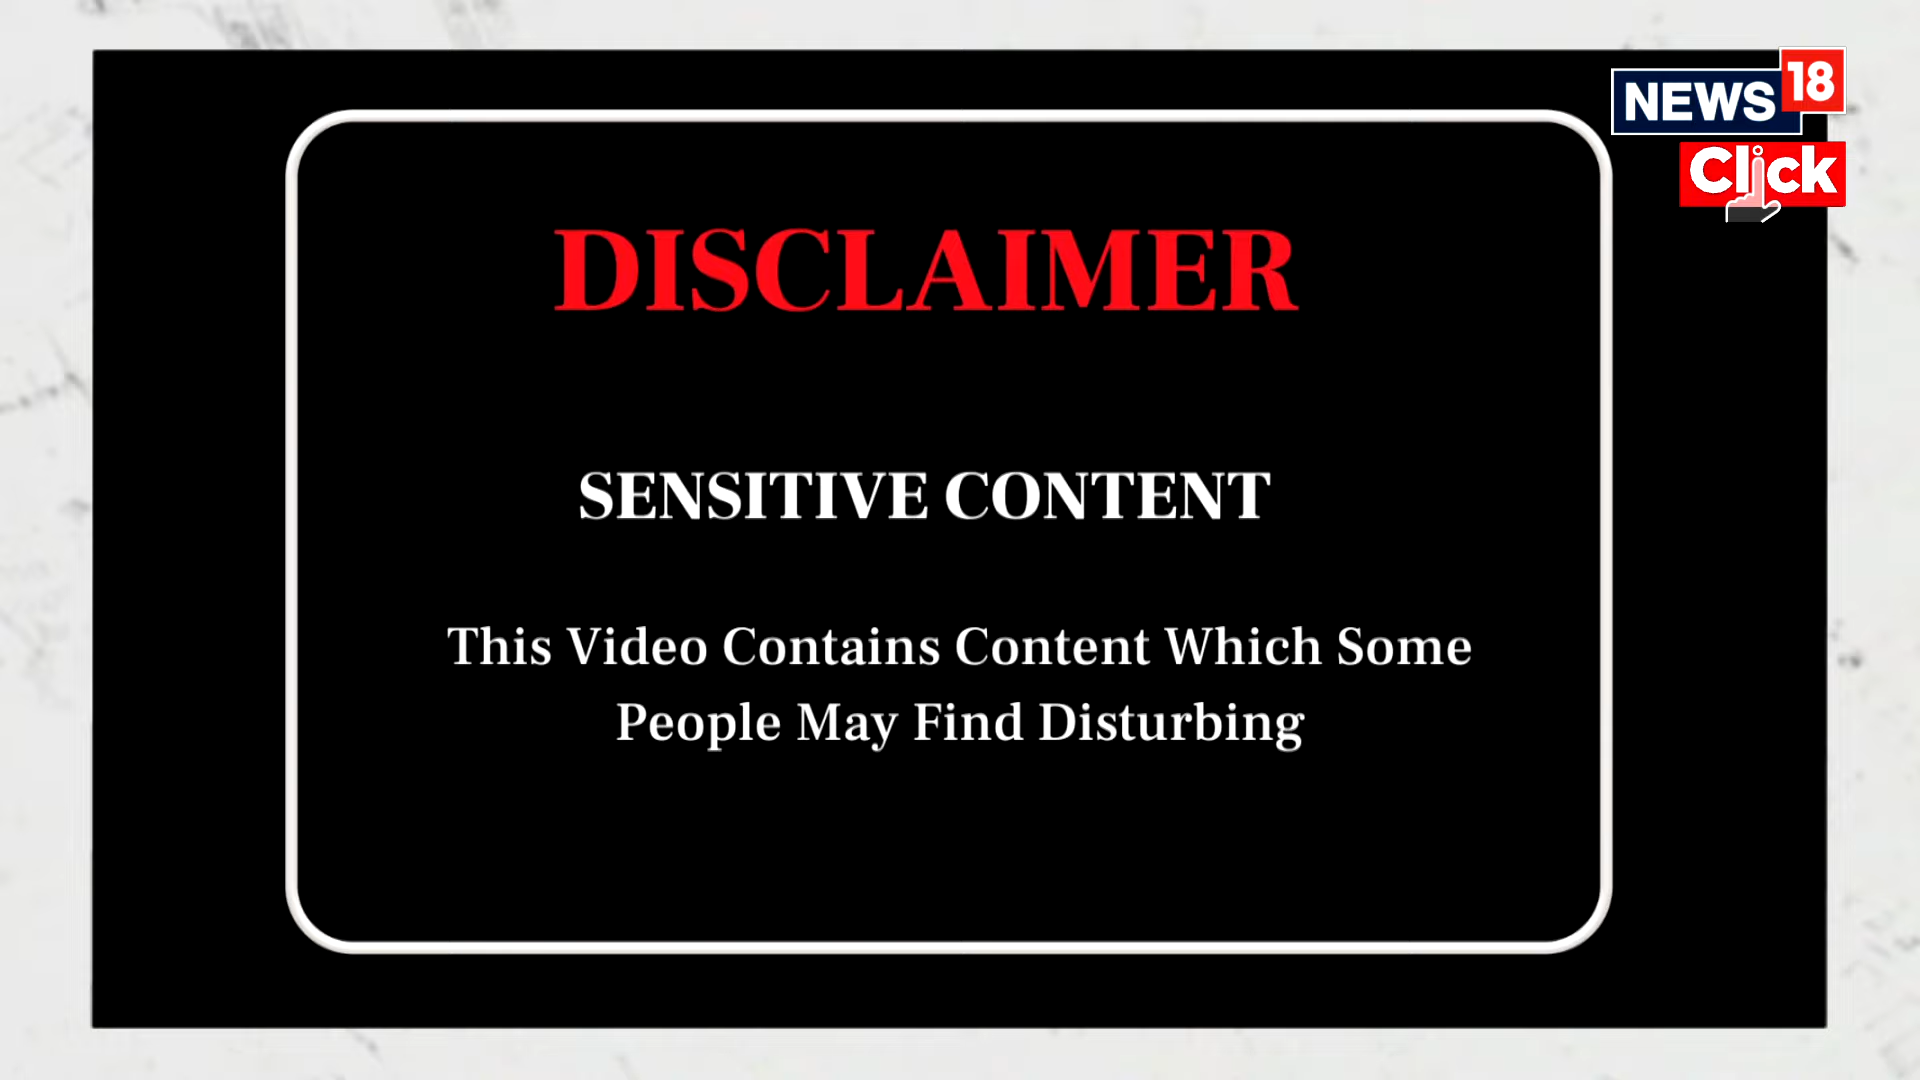 NEWS 18
Click
DISCLAIMER
SENSITIVE CONTENT
This Video Contains Content Which Some
People May Find Disturbing